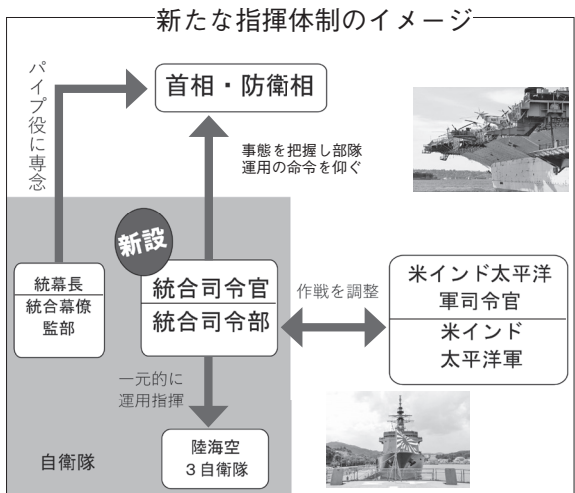 新たな指揮体制のイメージ
パイプ役に専念
首相・防衛相
事態を把握し部隊
運用の命令を仰ぐ
新設
統幕長
統合幕僚
監部
統合司令官
統合司令部
作戦を調整
米インド太平洋
軍司令官
米インド
太平洋軍
一元的に
運用指揮
陸海空
３自衛隊
自衛隊